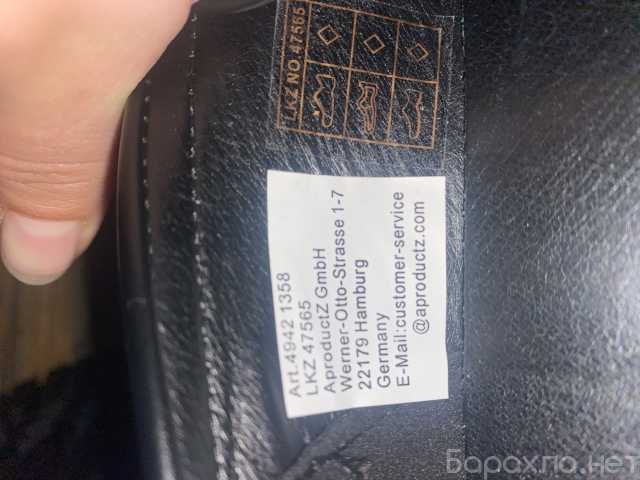 LKZ NO. 47565
Art.4942 1358
LKZ 47565
AproductZ GmbH
Werner-Otto-Strasse 1-7
22179 Hamburg
Germany
E-Mail:customer-service
@aproductz.com
Барахла.нет